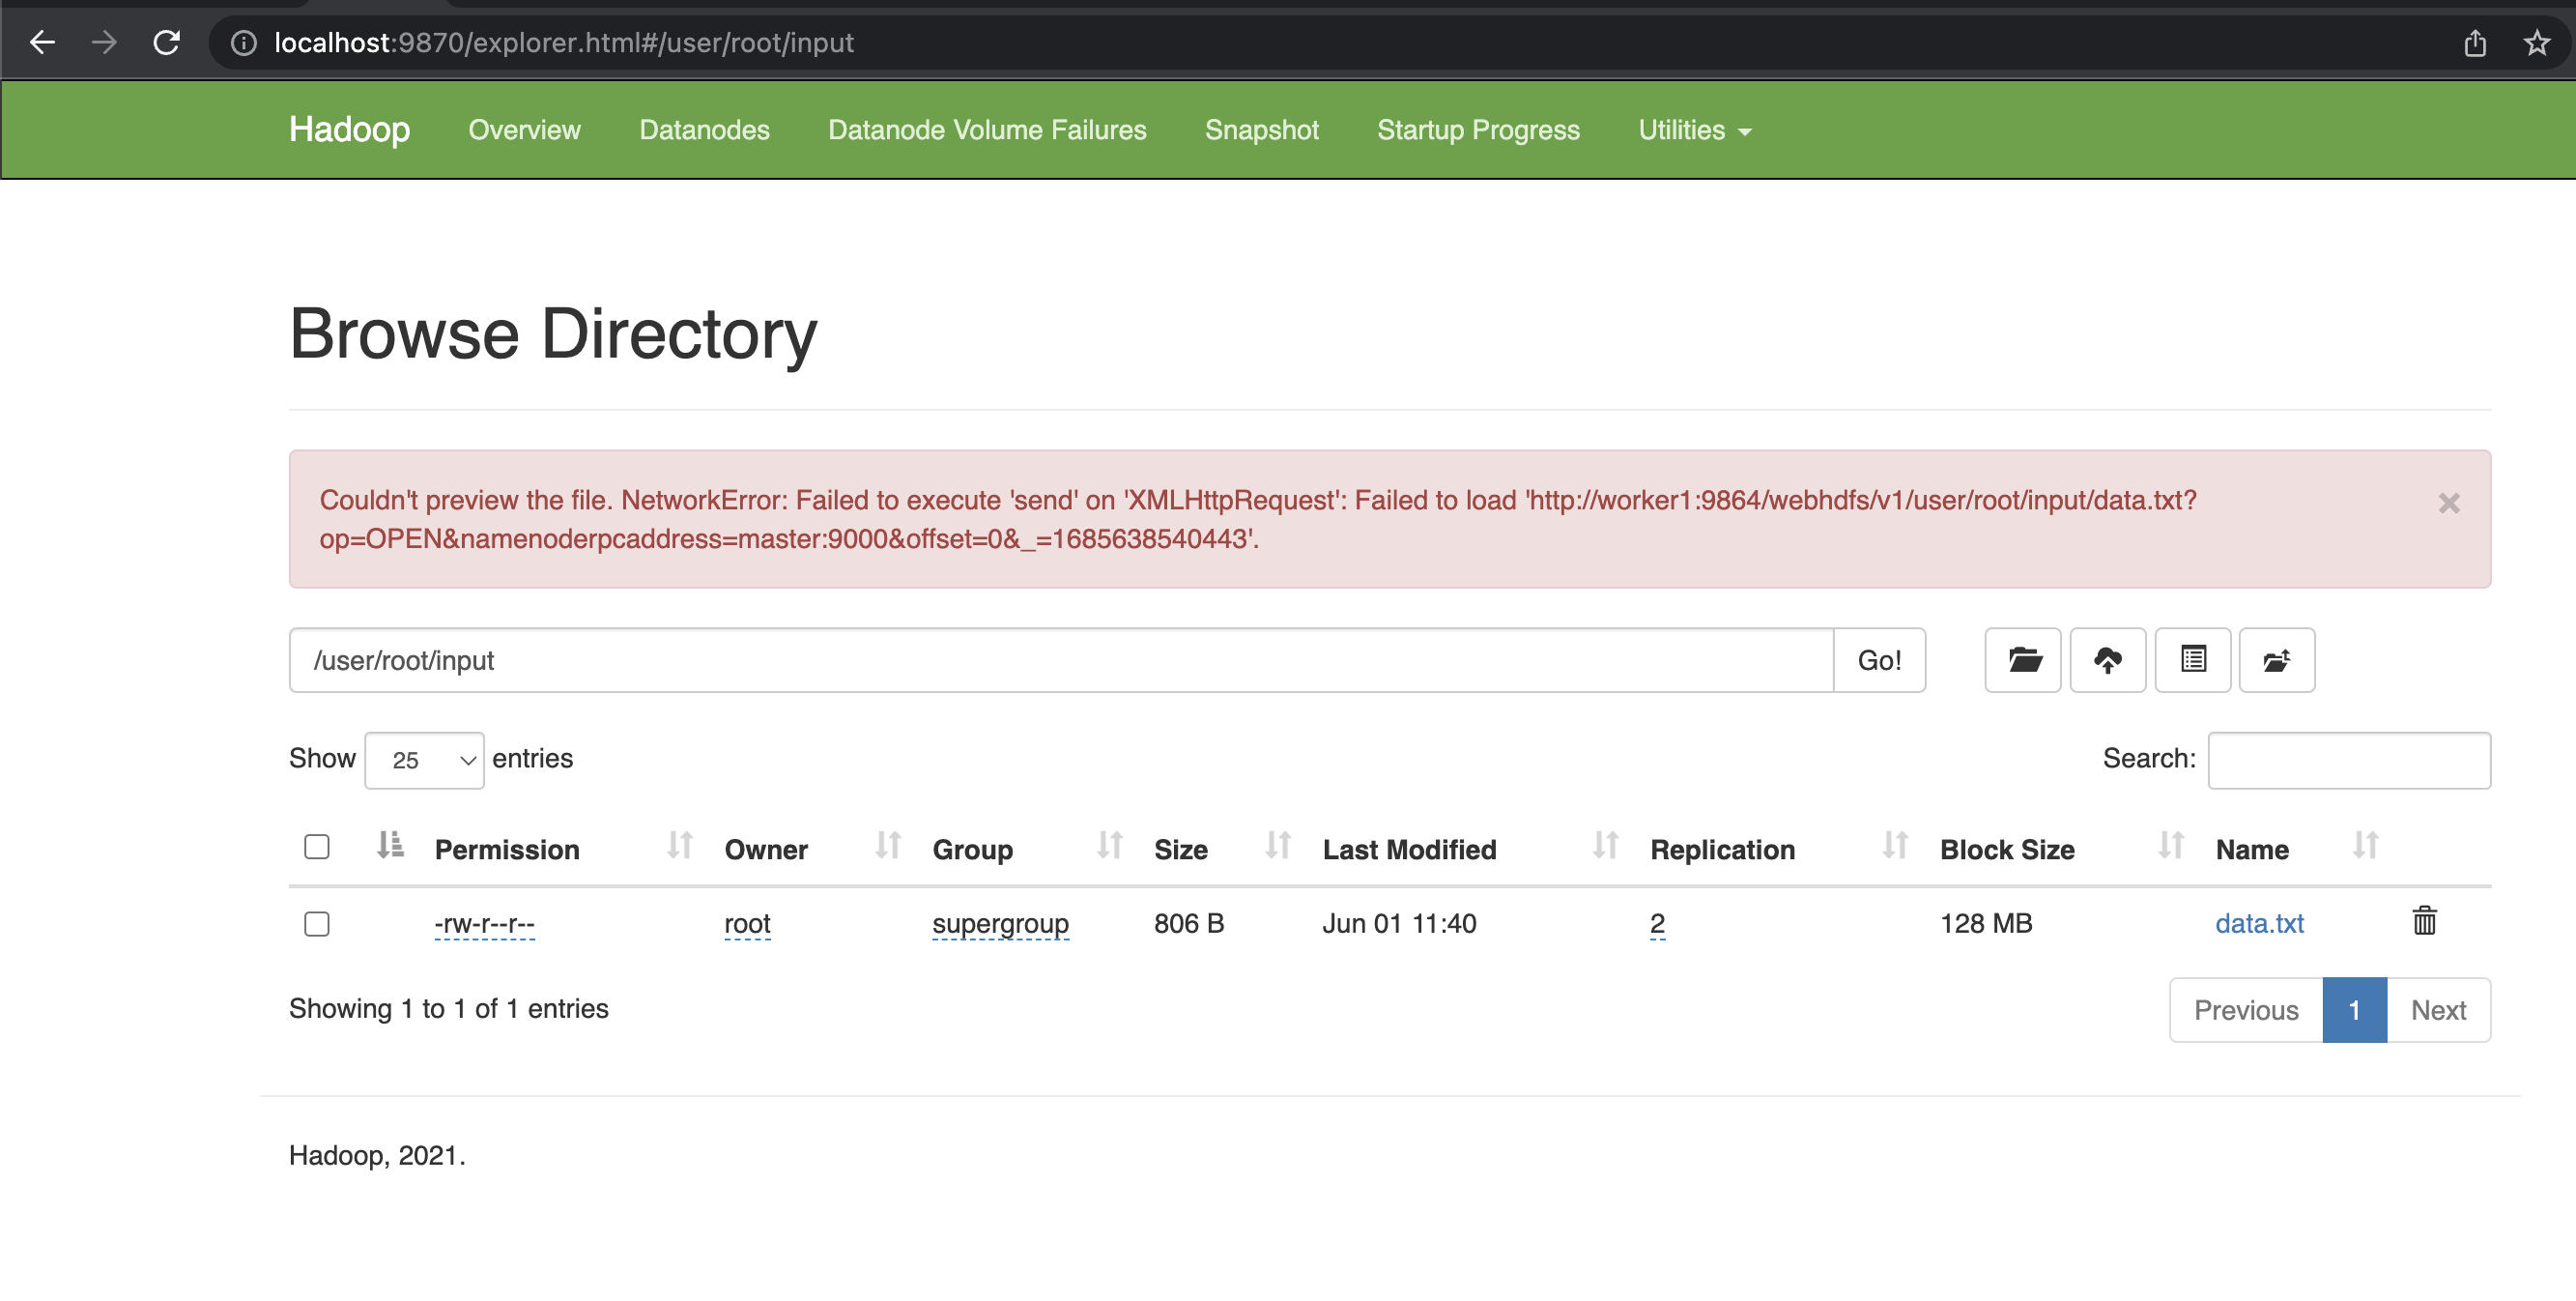 localhost:9870/explorer.html#/user/root/input
Hadoop Overview Datanodes Datanode Volume Failures Snapshot Startup Progress Utilities
Browse Directory
Couldn't preview the file. NetworkError: Failed to execute 'send' on 'XMLHttpRequest': Failed to load 'http://worker1:9864/webhdfs/v1/user/root/input/data.txt?
op=OPEN&namenoderpcaddress=master:9000&offset=0&_=1685638540443'.
/user/root/input Go!
Show 25 entries Search:
Permission Owner Group Size Last Modified Replication Block Size Name
-rw-r--r-- root supergroup 806 B Jun 01 11:40 2 128 MB data.txt
Showing 1 to 1 of 1 entries
Previous 1 Next
Hadoop, 2021.